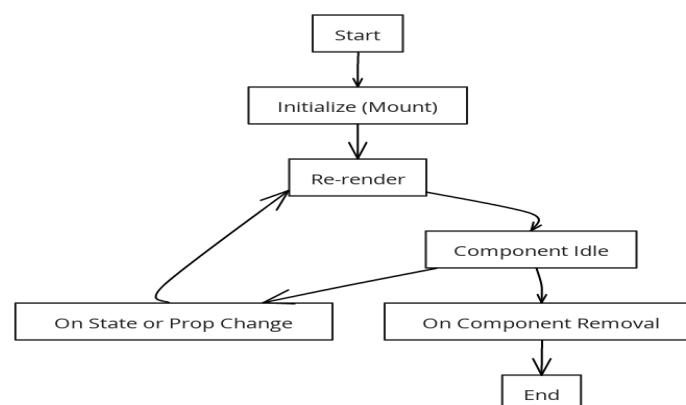 Start
Initialize (Mount)
Re-render
Component Idle
On State or Prop Change
On Component Removal
End